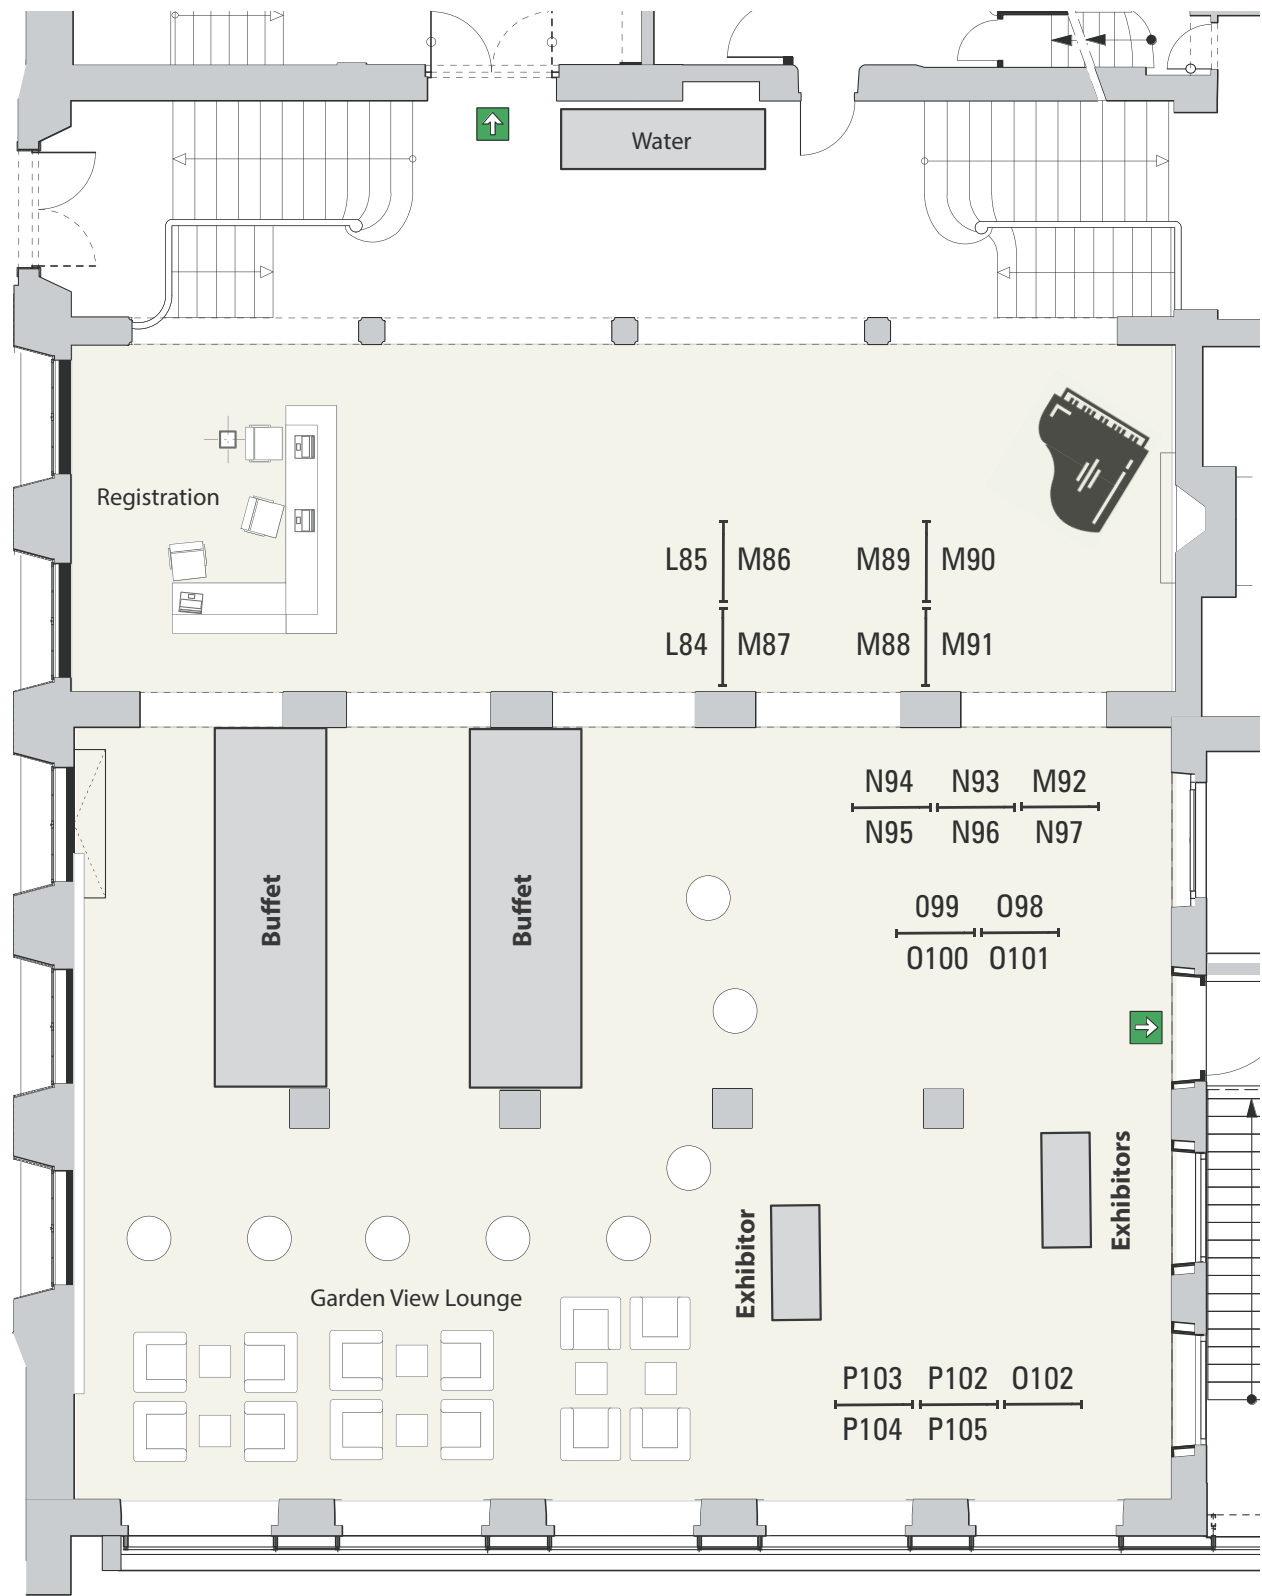 Water
Registration
L85 M86 M89 M90
L84 M87 M88 M91
N94 N93 M92
N95 N96 N97
Buffet
Buffet
O99 O98
O100 O101
Exhibitors
Exhibitor
Garden View Lounge
P103 P102 O102
P104 P105